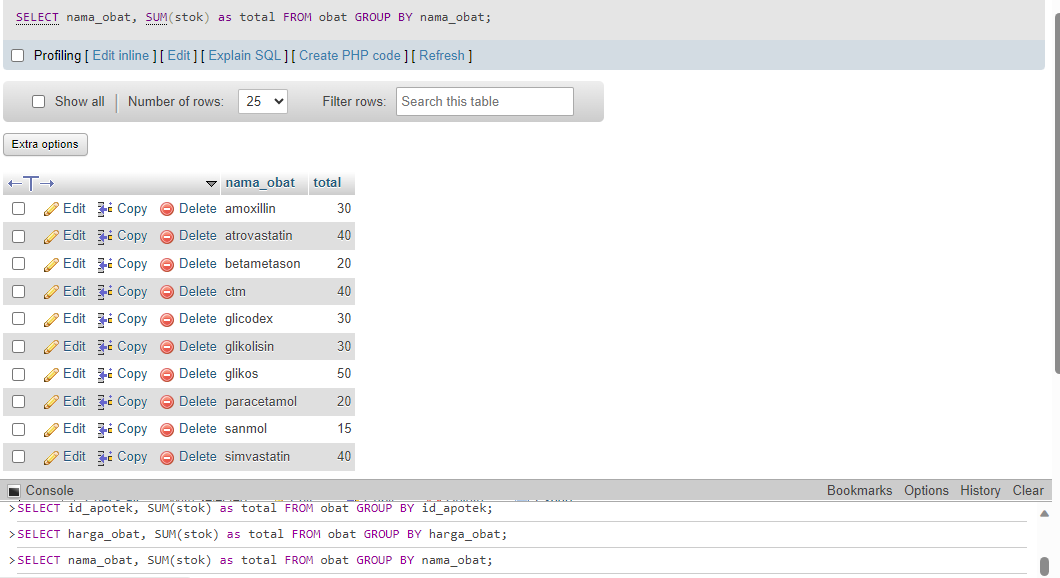 SELECT nama_obat, SUM(stok) as total FROM obat GROUP BY nama_obat;
Profiling [ Edit inline ] [ Edit ] [ Explain SQL ] [ Create PHP code ] [ Refresh ]
Show all Number of rows: 25 Filter rows: Search this table
Extra options
nama_obat total
Edit Copy Delete amoxillin 30
Edit Copy Delete atrovastatin 40
Edit Copy Delete betametason 20
Edit Copy Delete ctm 40
Edit Copy Delete glicodex 30
Edit Copy Delete glikolisin 30
Edit Copy Delete glikos 50
Edit Copy Delete paracetamol 20
Edit Copy Delete sanmol 15
Edit Copy Delete simvastatin 40
Console Bookmarks Options History Clear
>SELECT id_apotek, SUM(stok) as total FROM obat GROUP BY id_apotek;
>SELECT harga_obat, SUM(stok) as total FROM obat GROUP BY harga_obat;
>SELECT nama_obat, SUM(stok) as total FROM obat GROUP BY nama_obat;